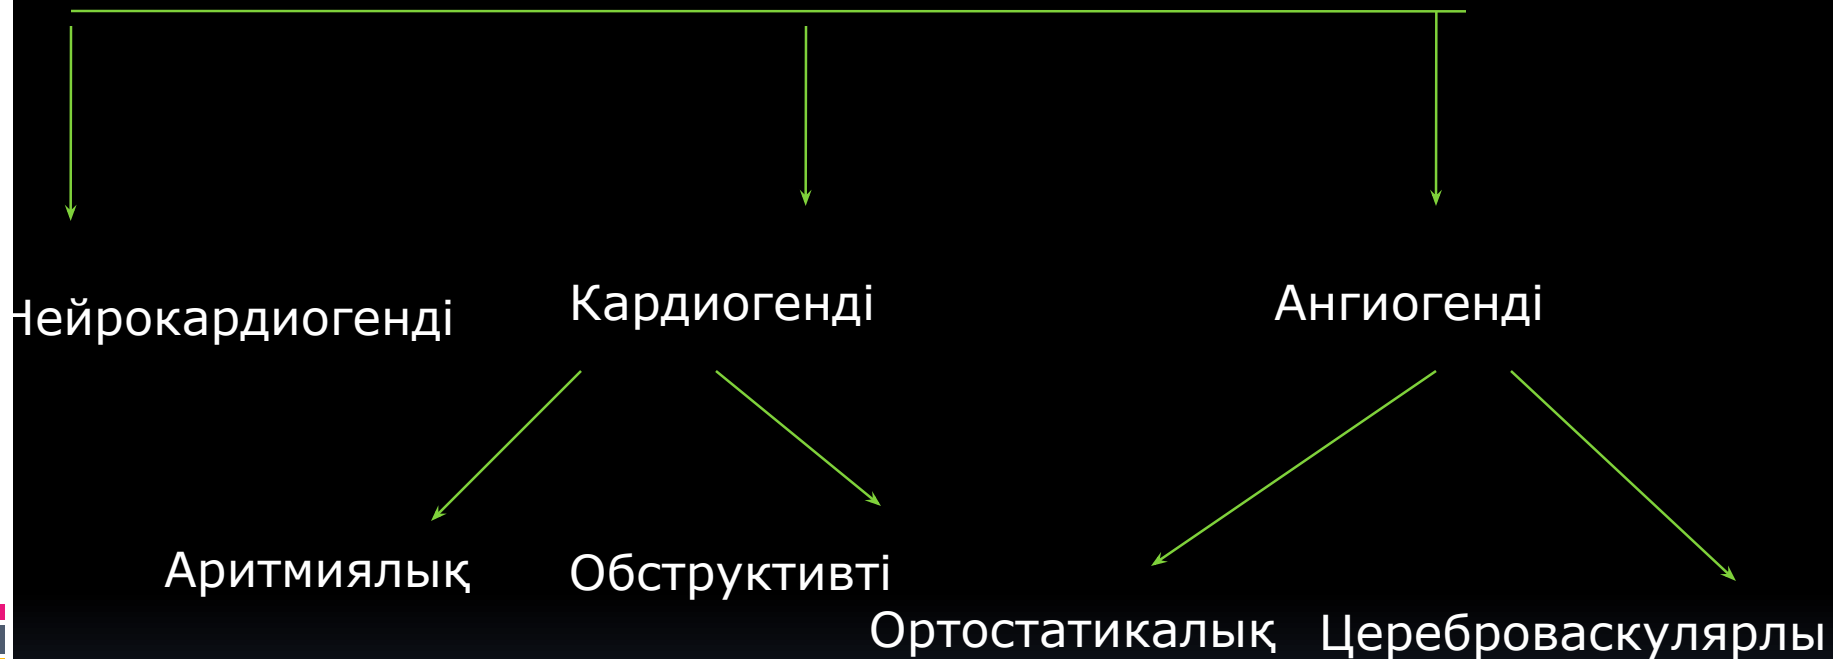 Нейрокардиогенді
Кардиогенді
Ангиогенді
Аритмиялық
Обструктивті
Ортостатикалық
Цереброваскулярлы